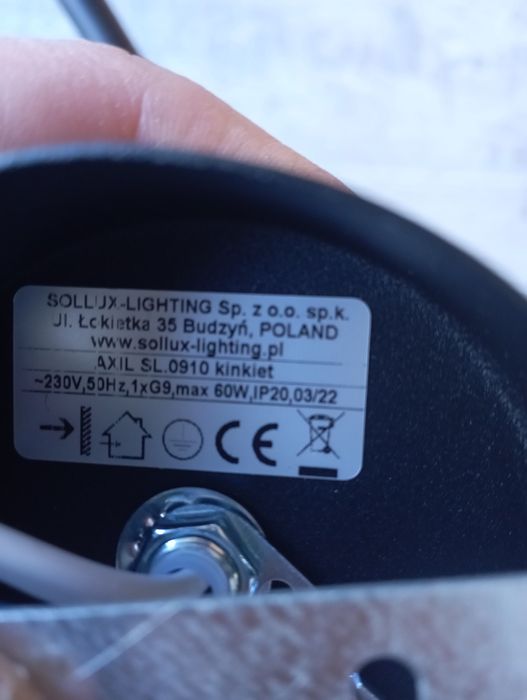 SOLLUX-LIGHTING Sp. z o.o. sp.k.
Ul. Łokietka 35 Budzyń, POLAND
www.sollux-lighting.pl
AXIL SL.0910 kinkiet
~230V,50Hz,1xG9,max 60W,IP20,03/22
CE